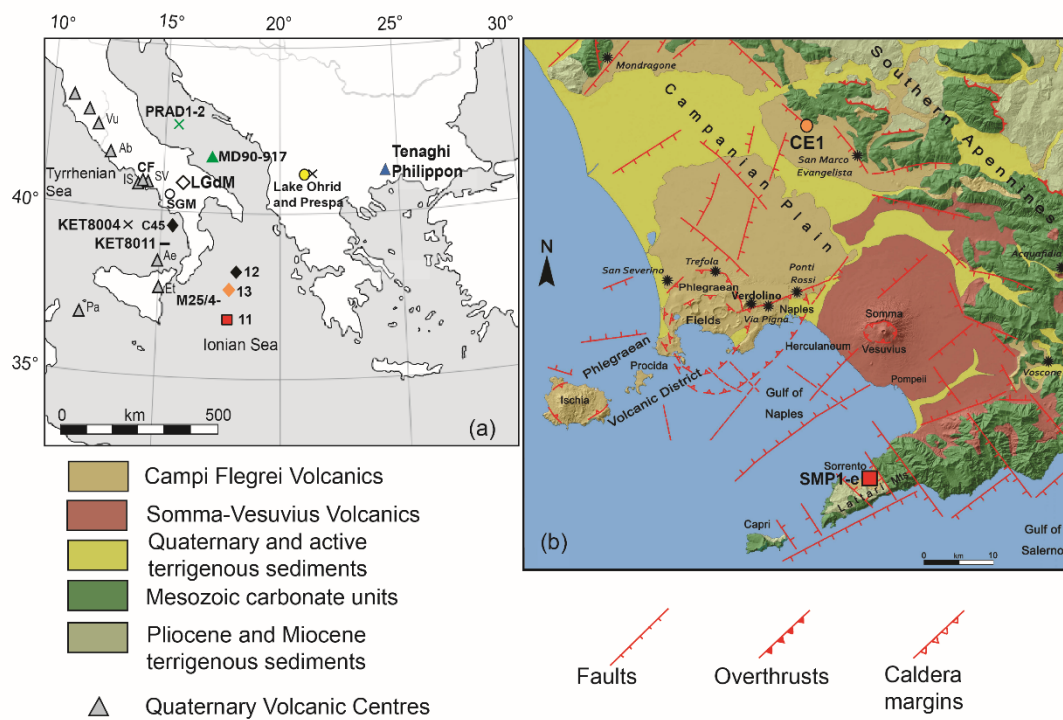 10°
15°
20°
25°
30°
PRAD1-2
Vu
MD90-917
Ab
Tenaghi
Philippon
Tyrrhenian
Sea
CF
IS
SV
LGdM
Lake Ohrid
and Prespa
40°
SGM
KET8004
C45
KET8011
Ae
12
Et
M25/4-
13
Pa
11
Ionian Sea
35°
0 km 500
(a)
Campi Flegrei Volcanics
Somma-Vesuvius Volcanics
Quaternary and active
terrigenous sediments
Mesozoic carbonate units
Pliocene and Miocene
terrigenous sediments
Quaternary Volcanic Centres
Mondragone
Southern Apennines
Campanian Plain
CE1
San Marco
Evangelista
N
Acquafidia
San Severino
Trefola
Phlegraean
Fields
Ponti
Rossi
Verdolino
Naples
Via Pigna
Somma
Vesuvius
Herculaneum
Phlegraean
Volcanic District
Procida
Voscone
Pompeii
Ischia
Gulf of
Naples
Sorrento
SMP1-e
Lattari Mts
Capri
Gulf of
Salerno
(b)
0 km 10
Faults
Overthrusts
Caldera
margins